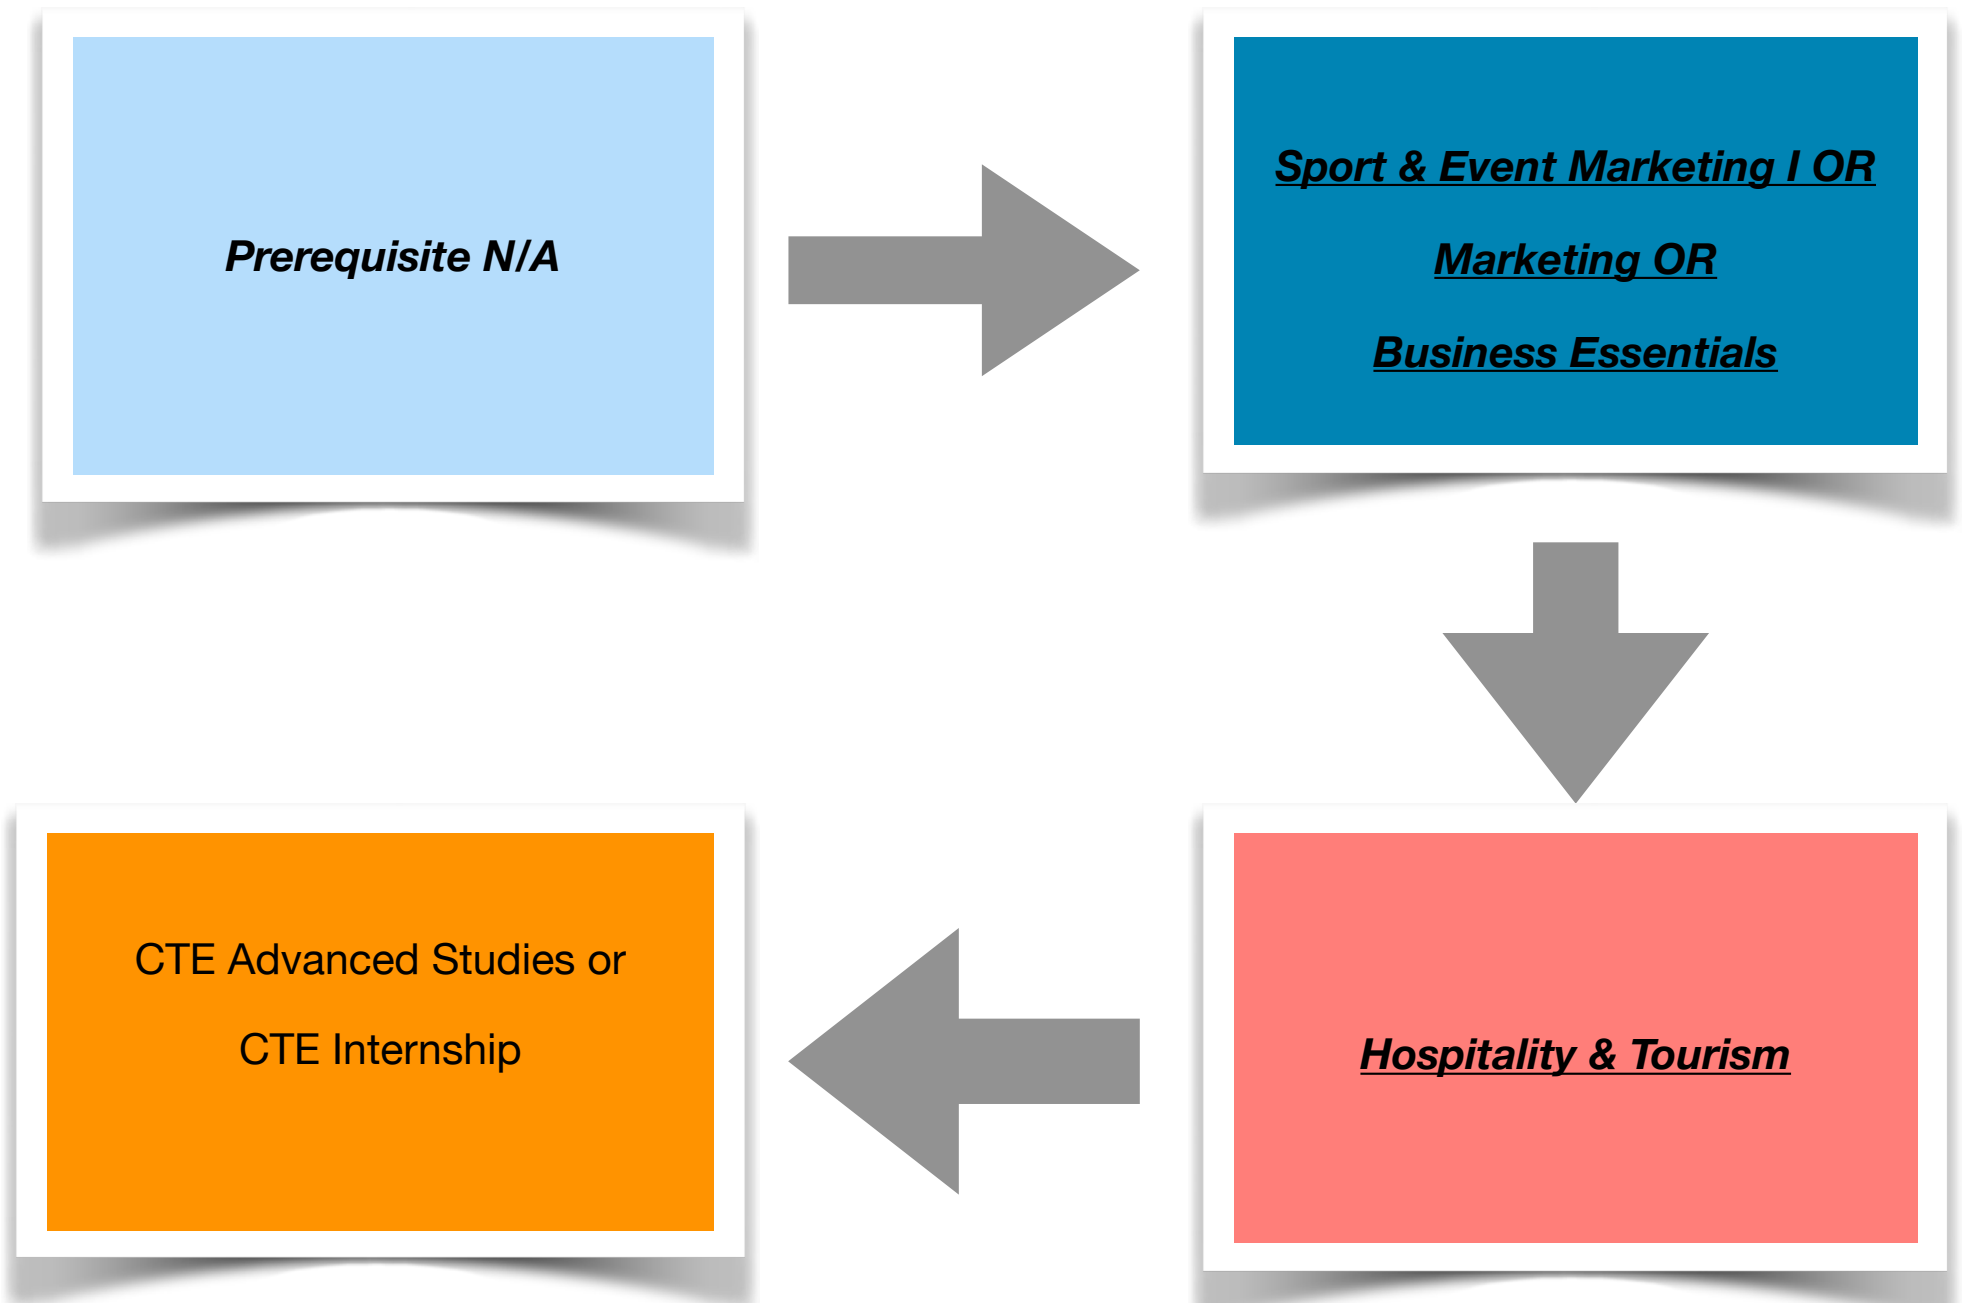 Prerequisite N/A
Sport & Event Marketing I OR
Marketing OR
Business Essentials
Hospitality & Tourism
CTE Advanced Studies or
CTE Internship